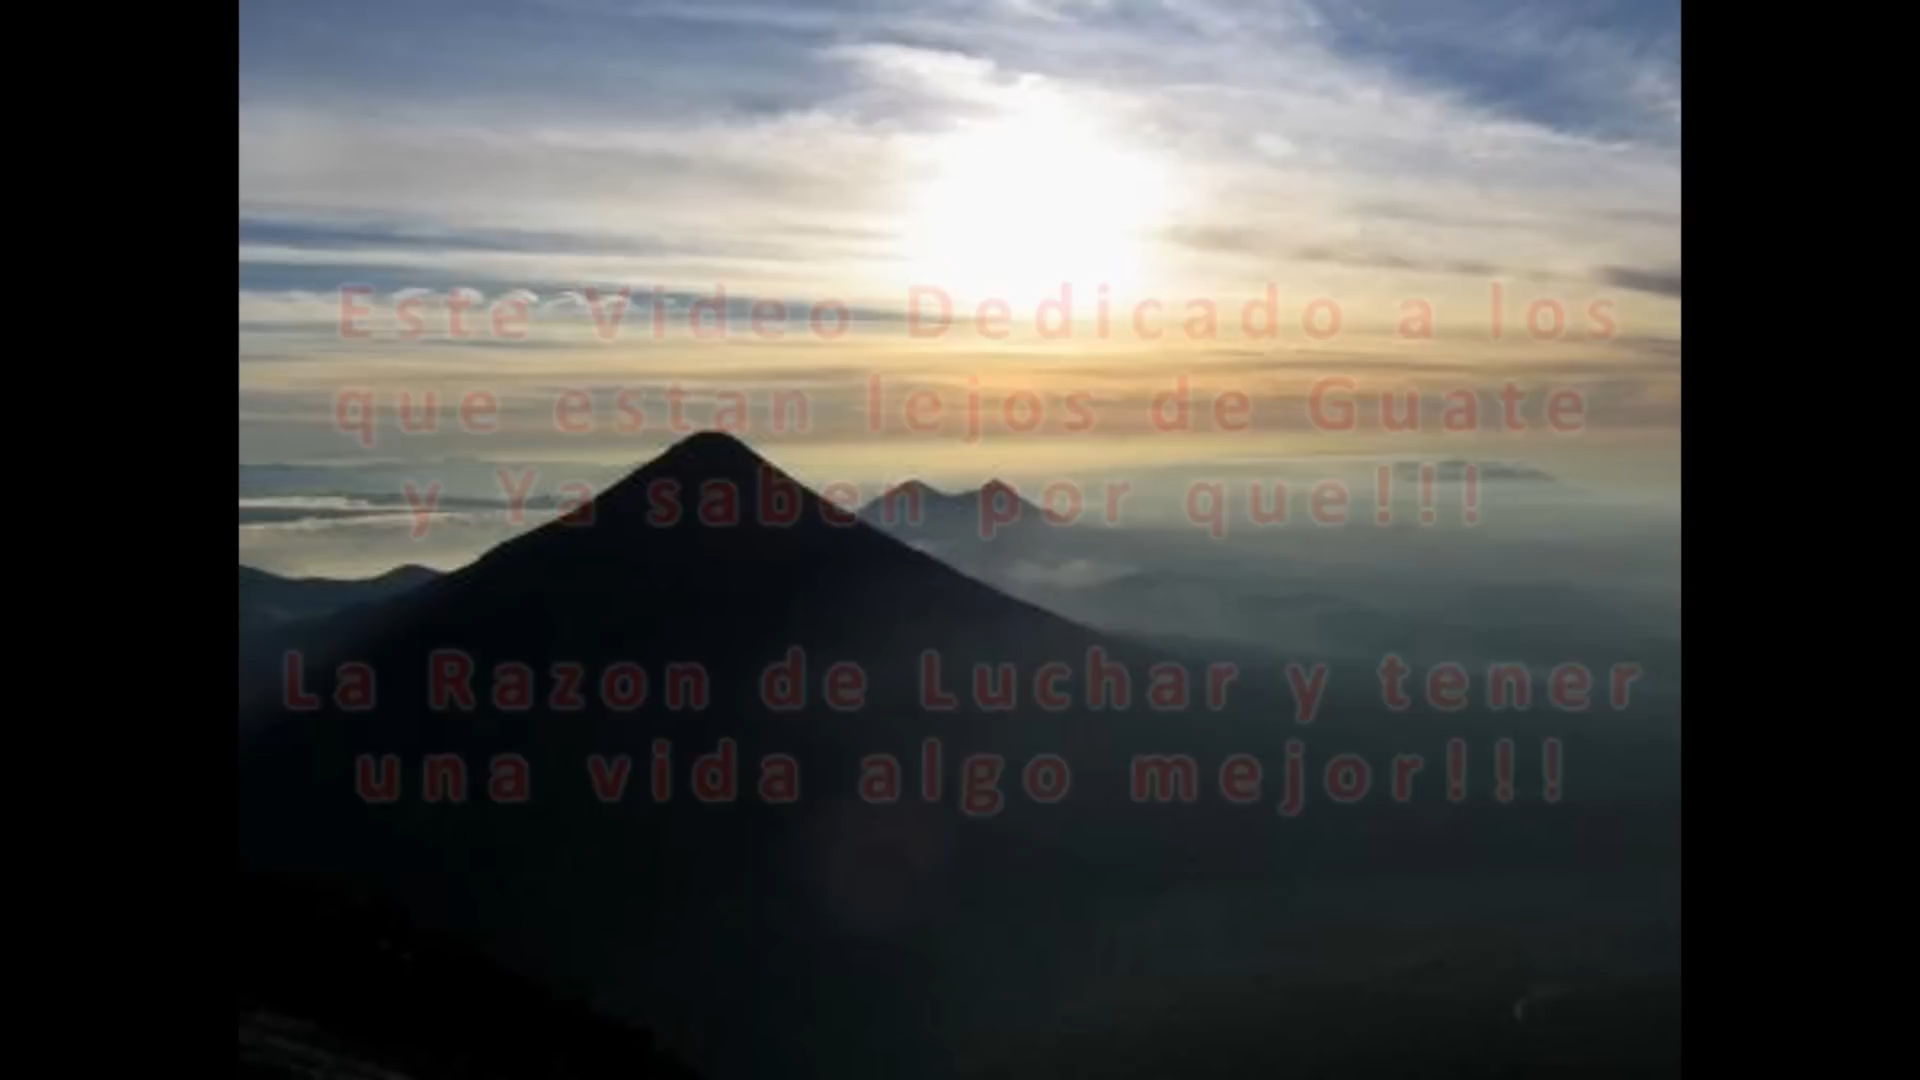 Este Video Dedicado a los
que estan lejos de Guate
y Ya saben por que!!!
La Razon de Luchar y tener
una vida algo mejor!!!